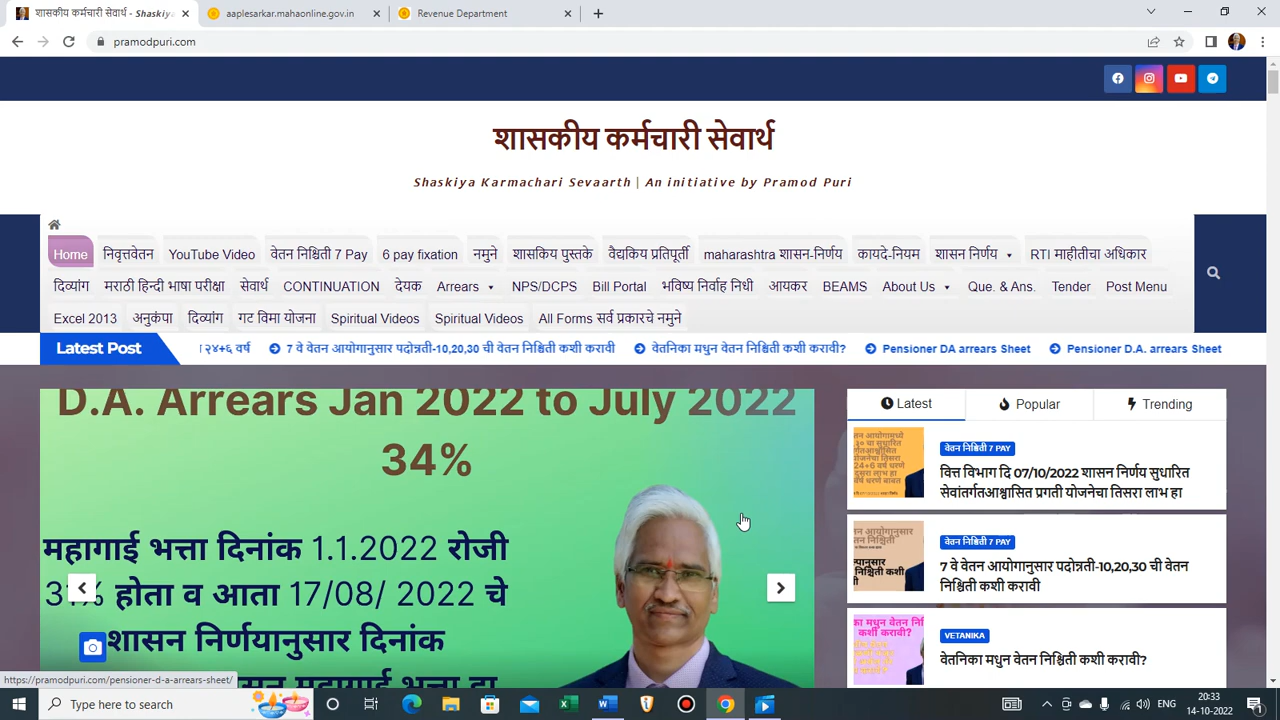 शासकीय कर्मचारी सेवार्थ - Shaskiy
aaplesarkar.mahaonline.gov.in
Revenue Department
pramodpuri.com
शासकीय कर्मचारी सेवार्थ
Shaskiya Karmachari Sevaarth | An initiative by Pramod Puri
Home निवृत्तवेतन YouTube Video वेतन निश्चिती 7 Pay 6 pay fixation नमुने शासकिय पुस्तके वैद्यकिय प्रतिपूर्ती maharashtra शासन-निर्णय कायदे-नियम शासन निर्णय RTI माहीतीचा अधिकार
दिव्यांग मराठी हिन्दी भाषा परीक्षा सेवार्थ CONTINUATION देयक Arrears NPS/DCPS Bill Portal भविष्य निर्वाह निधी आयकर BEAMS About Us Que. & Ans. Tender Post Menu
Excel 2013 अनुकंपा दिव्यांग गट विमा योजना Spiritual Videos Spiritual Videos All Forms सर्व प्रकारचे नमुने
Latest Post २४+६ वर्ष 7 वे वेतन आयोगानुसार पदोन्नती-10,20,30 ची वेतन निश्चिती कशी करावी वेतनिका मधुन वेतन निश्चिती कशी करावी? Pensioner DA arrears Sheet Pensioner D.A. arrears Sheet
D.A. Arrears Jan 2022 to July 2022
34%
महागाई भत्ता दिनांक 1.1.2022 रोजी
होता व आता 17/08/ 2022 चे
शासन निर्णयानुसार दिनांक
महागाई भत्ता हा
Latest Popular Trending
वेतन निश्चिती 7 PAY
वित्त विभाग दि 07/10/2022 शासन निर्णय सुधारित
सेवांतर्गतआश्वासित प्रगती योजनेचा तिसरा लाभ हा
वेतन निश्चिती 7 PAY
7 वे वेतन आयोगानुसार पदोन्नती-10,20,30 ची वेतन
निश्चिती कशी करावी
VETANIKA
वेतनिका मधुन वेतन निश्चिती कशी करावी?
https://pramodpuri.com/pensioner-da-arrears-sheet/
Type here to search
ENG
20:33
14-10-2022